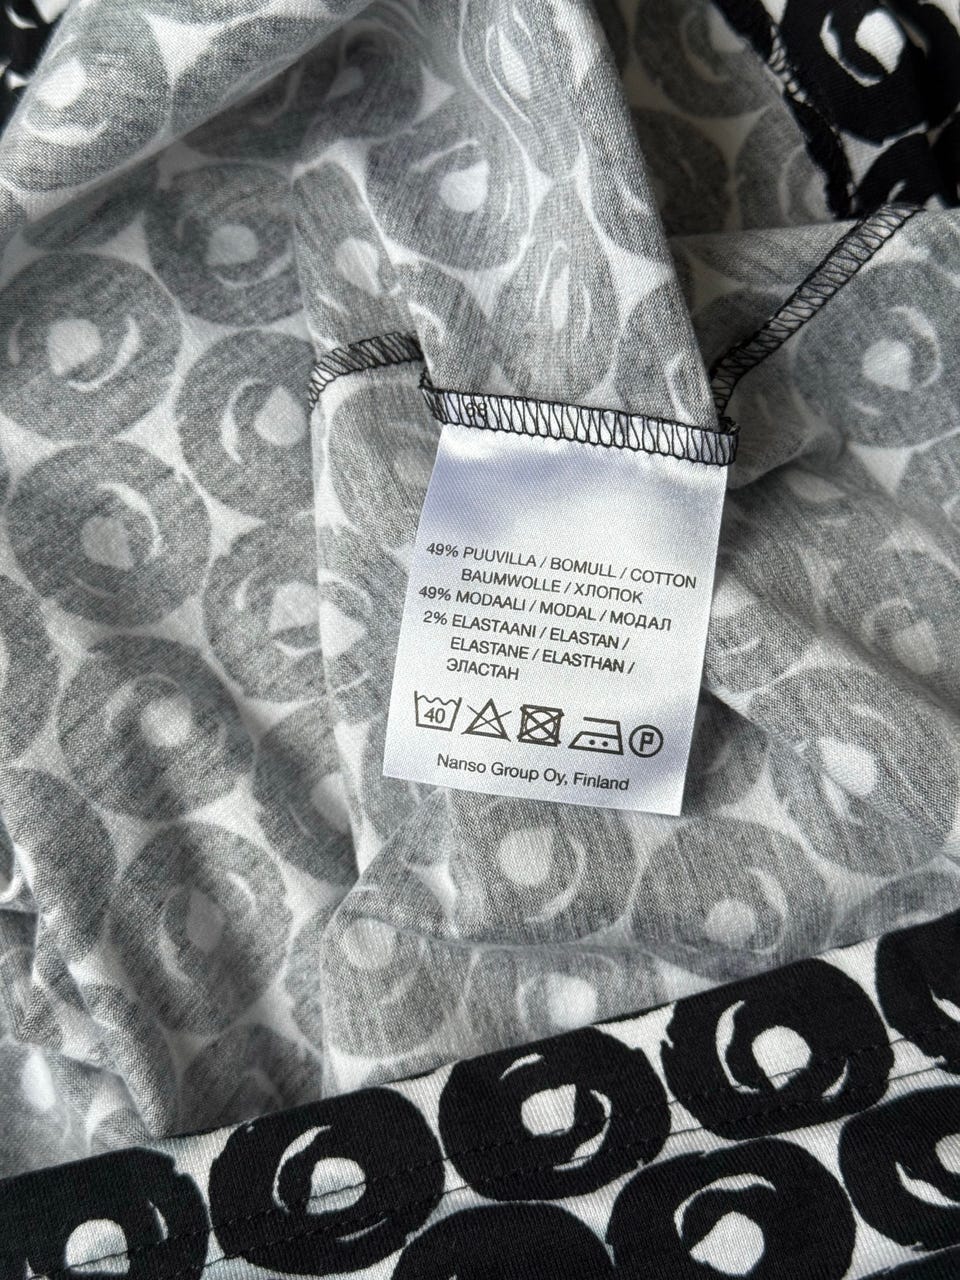 68
49% PUUVILLA / BOMULL / COTTON
BAUMWOLLE / ХЛОПОК
49% MODAALI / MODAL / МОДАЛ
2% ELASTAANI / ELASTAN /
ELASTANE / ELASTHAN /
ЭЛАСТАН
40 P
Nanso Group Oy, Finland